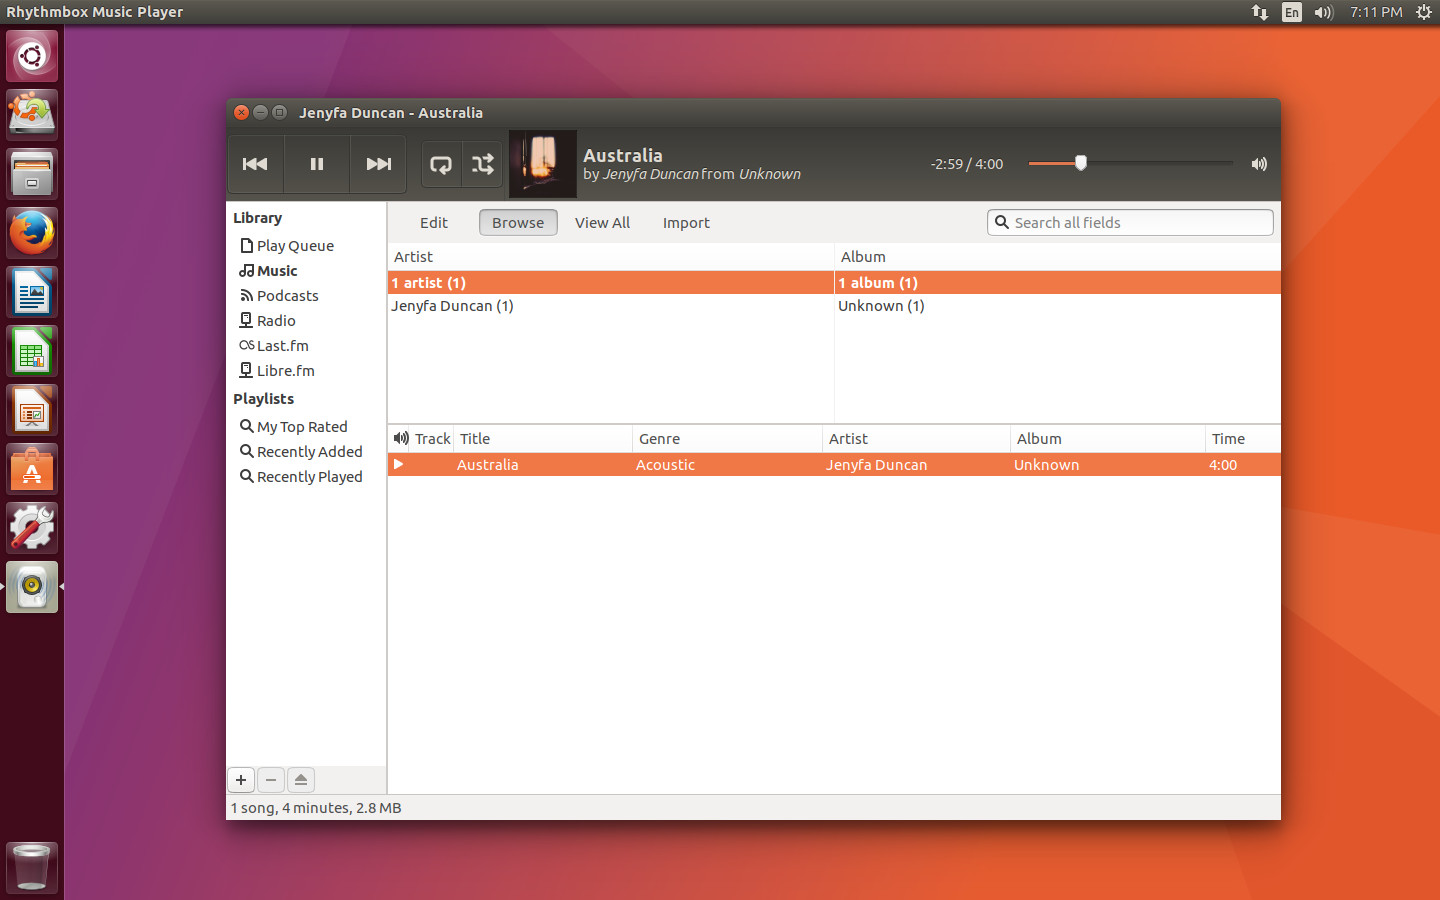 Rhythmbox Music Player
En
7:11 PM
Jenyfa Duncan - Australia
Australia
by Jenyfa Duncan from Unknown
-2:59 / 4:00
Library
Play Queue
Music
Podcasts
Radio
Last.fm
Libre.fm
Playlists
My Top Rated
Recently Added
Recently Played
Edit Browse View All Import Search all fields
Artist Album
1 artist (1) 1 album (1)
Jenyfa Duncan (1) Unknown (1)
Track Title Genre Artist Album Time
Australia Acoustic Jenyfa Duncan Unknown 4:00
1 song, 4 minutes, 2.8 MB